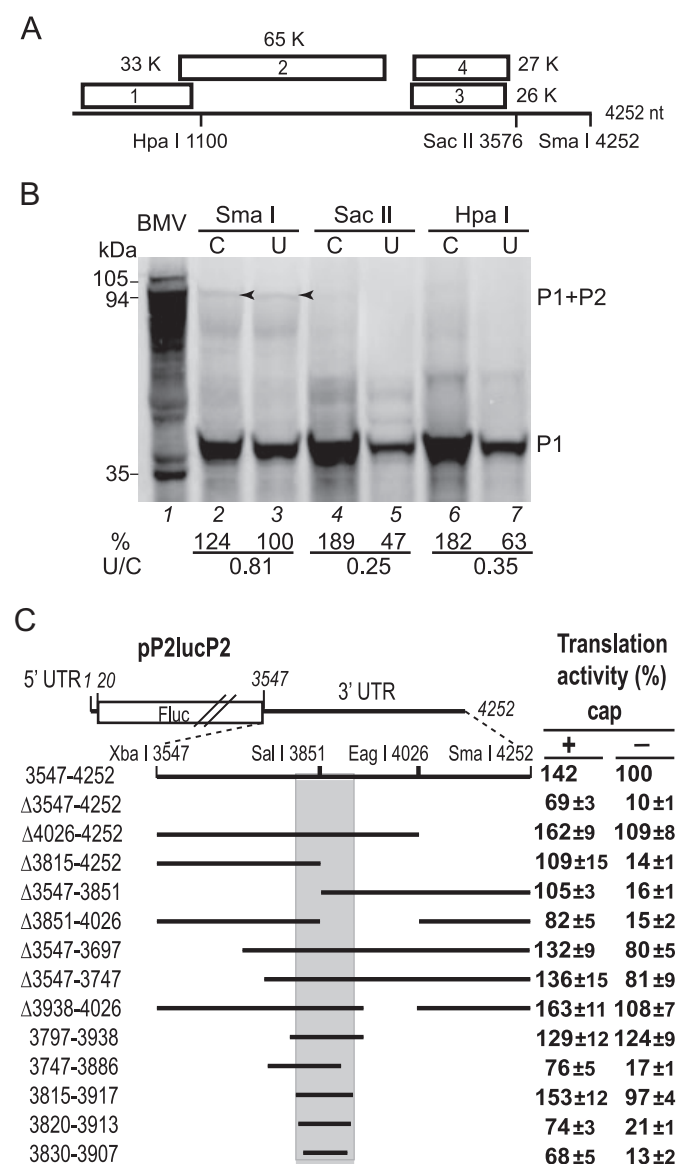 A
65 K
33 K 2 4 27 K
1 3 26 K
4252 nt
Hpa I 1100 Sac II 3576 Sma I 4252
B
BMV Sma I Sac II Hpa I
kDa C U C U C U
105
94 P1+P2
P1
35
1 2 3 4 5 6 7
% 124 100 189 47 182 63
U/C 0.81 0.25 0.35
C
pP2lucP2 Translation activity (%)
5' UTR 1 20 3547 3' UTR cap
Fluc 4252 + −
Xba I 3547 Sal I 3851 Eag I 4026 Sma I 4252
3547-4252 142 100
Δ3547-4252 69±3 10±1
Δ4026-4252 162±9 109±8
Δ3815-4252 109±15 14±1
Δ3547-3851 105±3 16±1
Δ3851-4026 82±5 15±2
Δ3547-3697 132±9 80±5
Δ3547-3747 136±15 81±9
Δ3938-4026 163±11 108±7
3797-3938 129±12 124±9
3747-3886 76±5 17±1
3815-3917 153±12 97±4
3820-3913 74±3 21±1
3830-3907 68±5 13±2